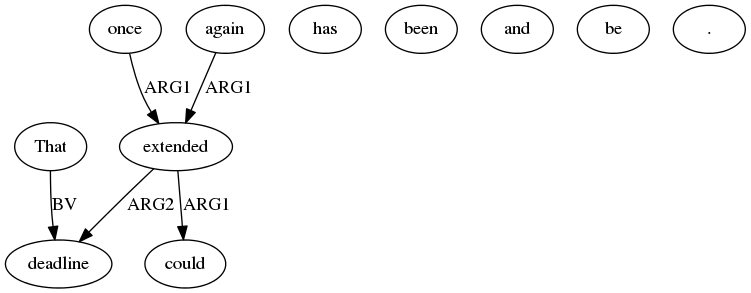 once again has been and be .
ARG1 ARG1
That extended
BV ARG2 ARG1
deadline could